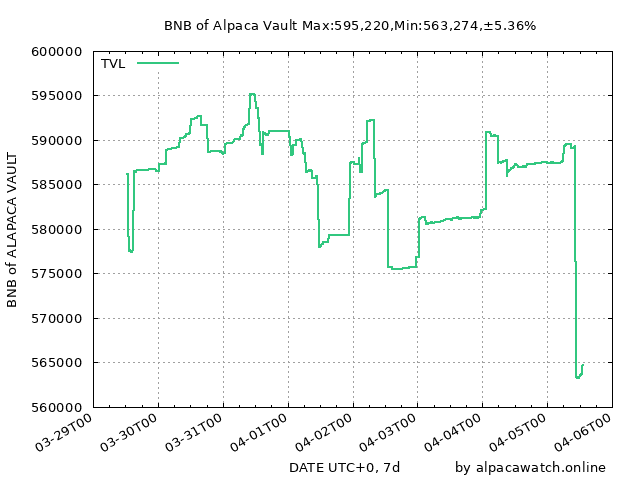 BNB of Alpaca Vault Max:595,220,Min:563,274,±5.36%
TVL
600000
595000
590000
585000
580000
575000
570000
565000
560000
BNB of ALAPACA VAULT
03-29T00
03-30T00
03-31T00
04-01T00
04-02T00
04-03T00
04-04T00
04-05T00
04-06T00
DATE UTC+0, 7d
by alpacawatch.online